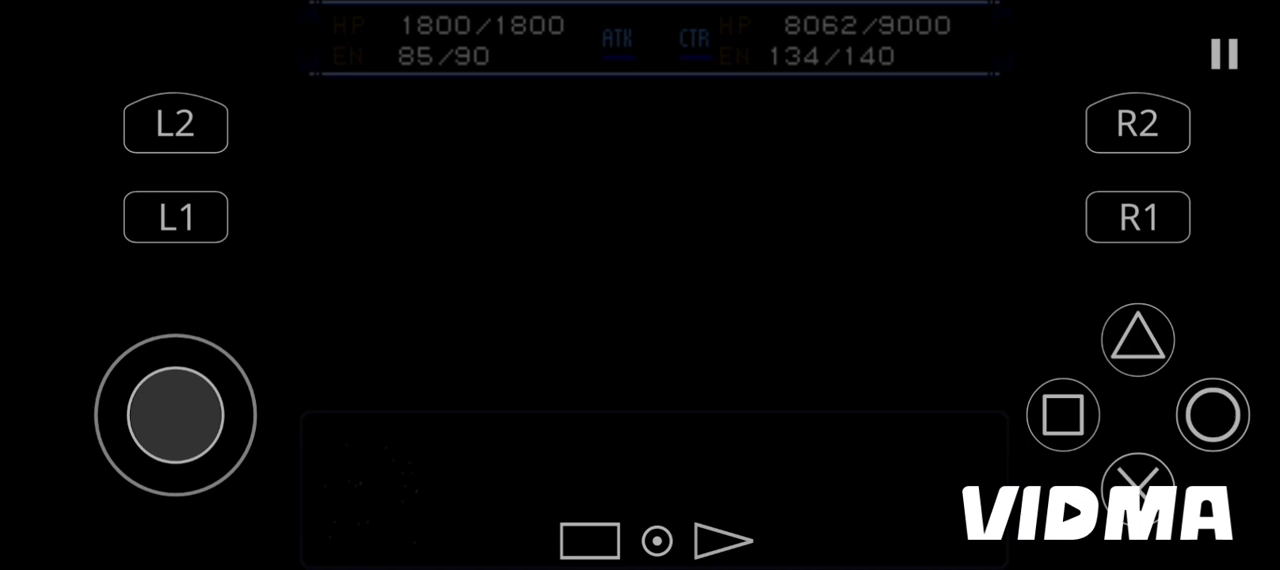 HP 1800/1800 ATK CTR HP 8062/9000
EN 85/90 EN 134/140
L2 R2
L1 R1
VIDMA